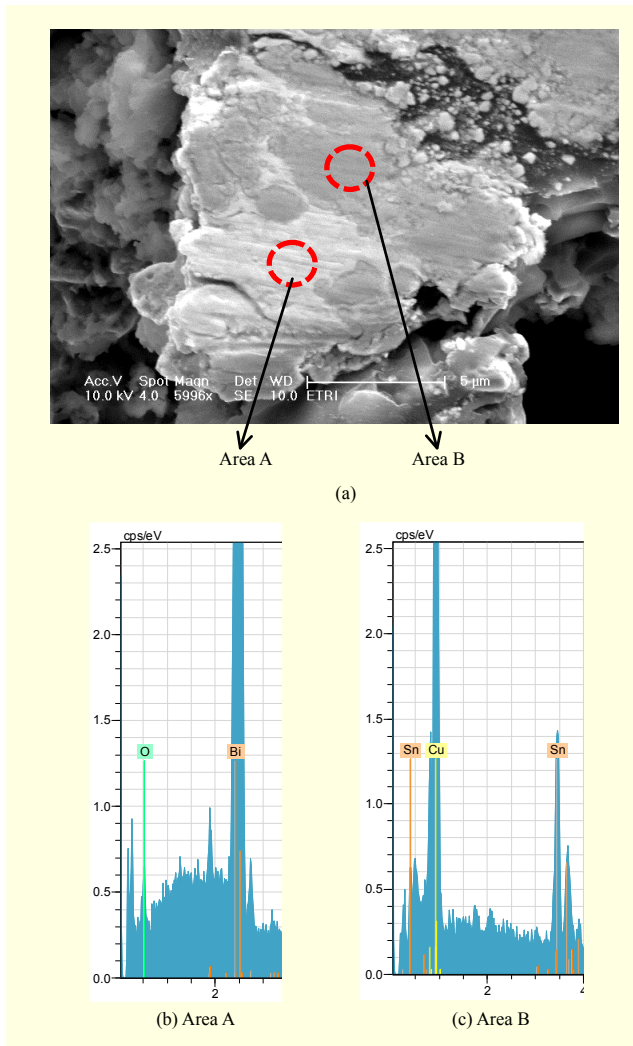 Acc.V Spot Magn Det WD 5 µm
10.0 kV 4.0 5996x SE 10.0 ETRI
Area A Area B
(a)
cps/eV
2.5
2.0
1.5
1.0
0.5
0.0
O Bi
2
(b) Area A
cps/eV
2.5
2.0
1.5
1.0
0.5
0.0
Sn Cu Sn
2 4
(c) Area B